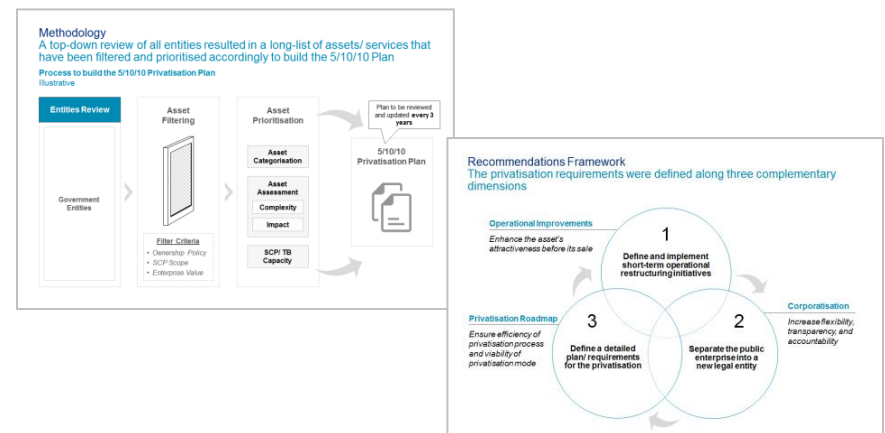 Methodology
A top-down review of all entities resulted in a long-list of assets/ services that
have been filtered and prioritised accordingly to build the 5/10/10 Plan
Process to build the 5/10/10 Privatisation Plan
Illustrative
Entities Review
Government
Entities
Asset
Filtering
Filter Criteria
• Ownership Policy
• SCP Scope
• Enterprise Value
Asset
Prioritisation
Asset
Categorisation
Asset
Assessment
Complexity
Impact
SCP/ TB
Capacity
Plan to be reviewed
and updated every 3
years
5/10/10
Privatisation Plan
Recommendations Framework
The privatisation requirements were defined along three complementary
dimensions
Operational Improvements
Enhance the asset's
attractiveness before its sale
1
Define and implement
short-term operational
restructuring initiatives
Corporatisation
Increase flexibility,
transparency, and
accountability
2
Separate the public
enterprise into a
new legal entity
Privatisation Roadmap
Ensure efficiency of
privatisation process
and viability of
privatisation mode
3
Define a detailed
plan/ requirements
for the privatisation